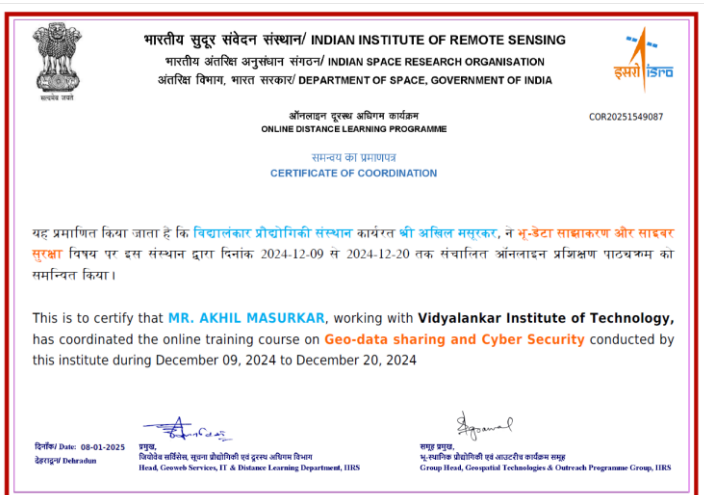 भारतीय सुदूर संवेदन संस्थान/ INDIAN INSTITUTE OF REMOTE SENSING
भारतीय अंतरिक्ष अनुसंधान संगठन/ INDIAN SPACE RESEARCH ORGANISATION
अंतरिक्ष विभाग, भारत सरकार/ DEPARTMENT OF SPACE, GOVERNMENT OF INDIA
सत्यमेव जयते
इसरो isro
ऑनलाइन दूरस्थ अधिगम कार्यक्रम
COR20251549087
ONLINE DISTANCE LEARNING PROGRAMME
समन्वय का प्रमाणपत्र
CERTIFICATE OF COORDINATION
यह प्रमाणित किया जाता है कि विद्यालंकार प्रौद्योगिकी संस्थान कार्यरत श्री अखिल मसूरकर, ने भू-डेटा साझाकरण और साइबर
सुरक्षा विषय पर इस संस्थान द्वारा दिनांक 2024-12-09 से 2024-12-20 तक संचालित ऑनलाइन प्रशिक्षण पाठ्यक्रम को
समन्वित किया।
This is to certify that MR. AKHIL MASURKAR, working with Vidyalankar Institute of Technology,
has coordinated the online training course on Geo-data sharing and Cyber Security conducted by
this institute during December 09, 2024 to December 20, 2024
दिनाँक/ Date: 08-01-2025
देहरादून/ Dehradun
प्रमुख,
जियोवेब सर्विसेस, सूचना प्रौद्योगिकी एवं दूरस्थ अधिगम विभाग
Head, Geoweb Services, IT & Distance Learning Department, IIRS
समूह प्रमुख,
भू-स्थानिक प्रौद्योगिकी एवं आउटरीच कार्यक्रम समूह
Group Head, Geospatial Technologies & Outreach Programme Group, IIRS